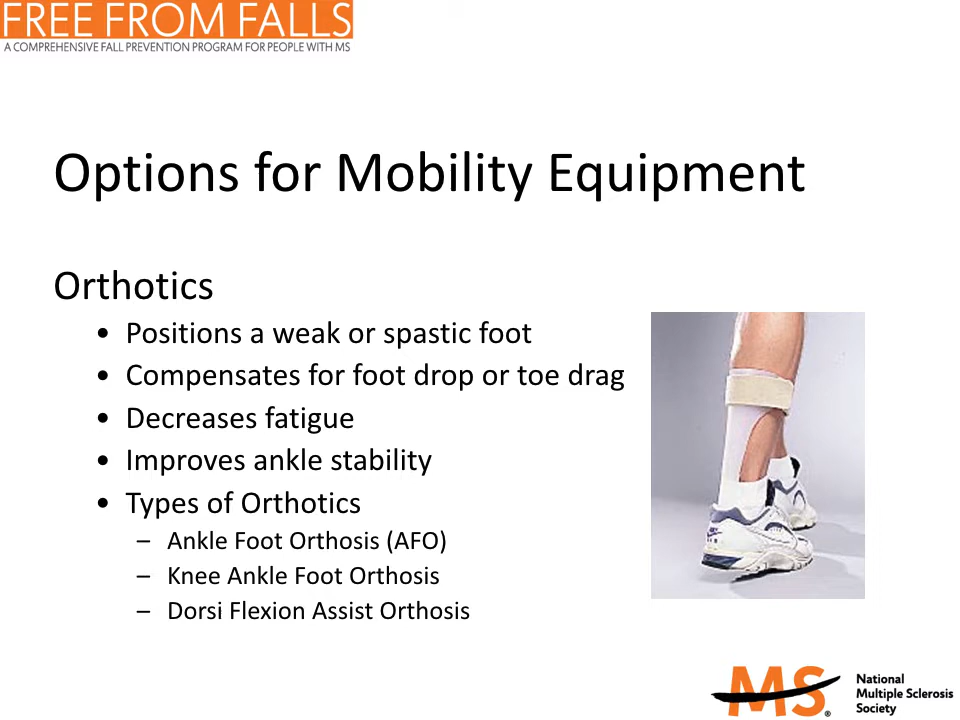 FREE FROM FALLS
A COMPREHENSIVE FALL PREVENTION PROGRAM FOR PEOPLE WITH MS
Options for Mobility Equipment
Orthotics
• Positions a weak or spastic foot
• Compensates for foot drop or toe drag
• Decreases fatigue
• Improves ankle stability
• Types of Orthotics
– Ankle Foot Orthosis (AFO)
– Knee Ankle Foot Orthosis
– Dorsi Flexion Assist Orthosis
MS®
National
Multiple Sclerosis
Society